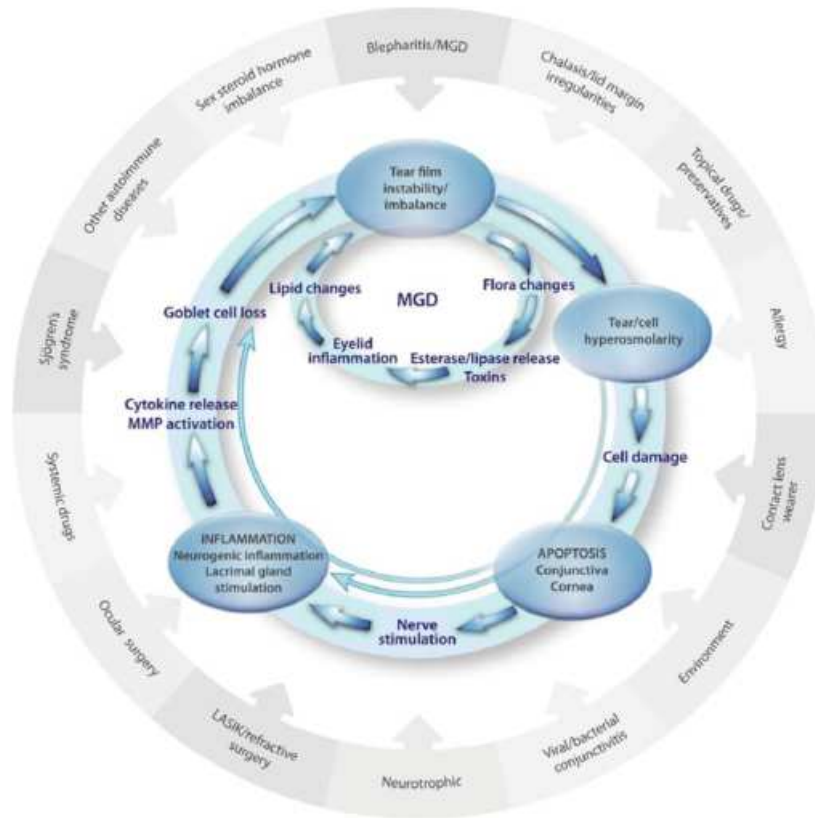 Blepharitis/MGD
Chalasis/lid margin
irregularities
Topical drugs/
preservatives
Allergy
Contact lens
wearer
Environment
Viral/bacterial
conjunctivitis
Neurotrophic
LASIK/refractive
surgery
Ocular surgery
Systemic drugs
Sjögren's
syndrome
Other autoimmune
diseases
Sex steroid hormone
imbalance
Tear film
instability/
imbalance
Tear/cell
hyperosmolarity
Cell damage
APOPTOSIS
Conjunctiva
Cornea
Nerve
stimulation
INFLAMMATION
Neurogenic inflammation
Lacrimal gland
stimulation
Cytokine release
MMP activation
Goblet cell loss
MGD
Flora changes
Esterase/lipase release
Toxins
Eyelid
inflammation
Lipid changes